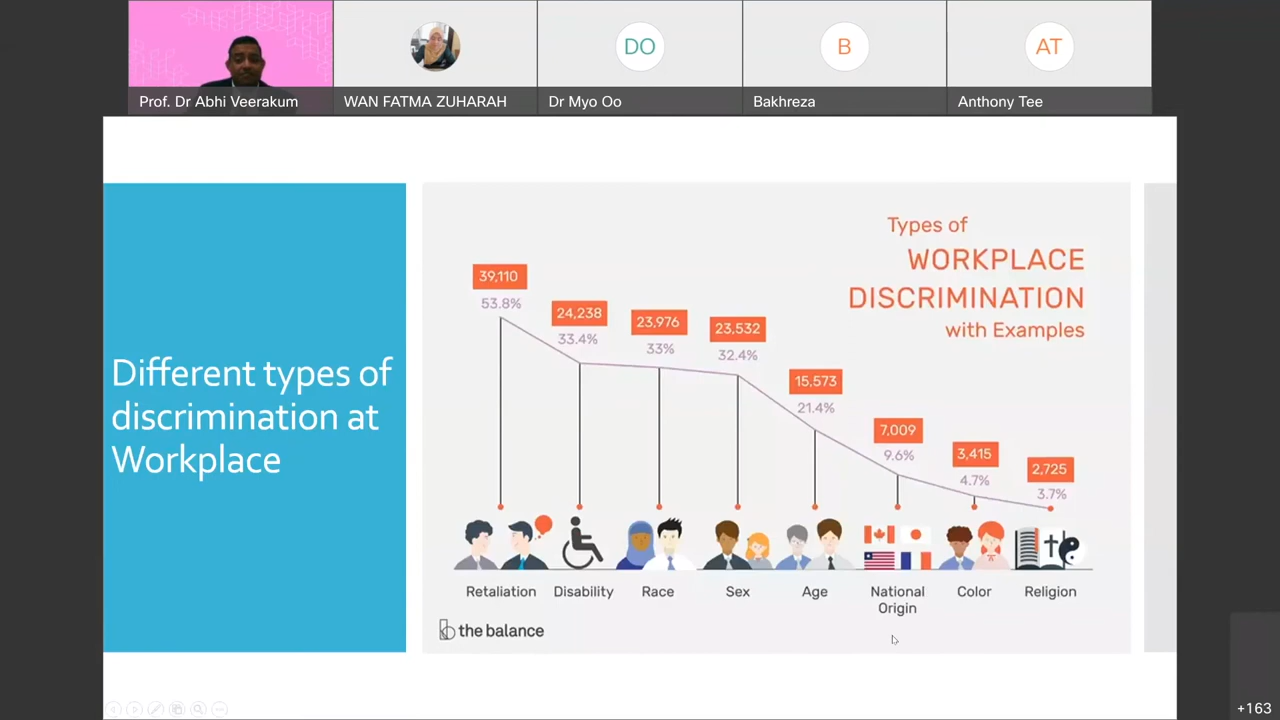 DO
B
AT
Prof. Dr Abhi Veerakum
WAN FATMA ZUHARAH
Dr Myo Oo
Bakhreza
Anthony Tee
Different types of
discrimination at
Workplace
Types of
WORKPLACE
DISCRIMINATION
with Examples
39,110
53.8%
24,238
33.4%
23,976
33%
23,532
32.4%
15,573
21.4%
7,009
9.6%
3,415
4.7%
2,725
3.7%
Retaliation
Disability
Race
Sex
Age
National
Origin
Color
Religion
the balance
+163